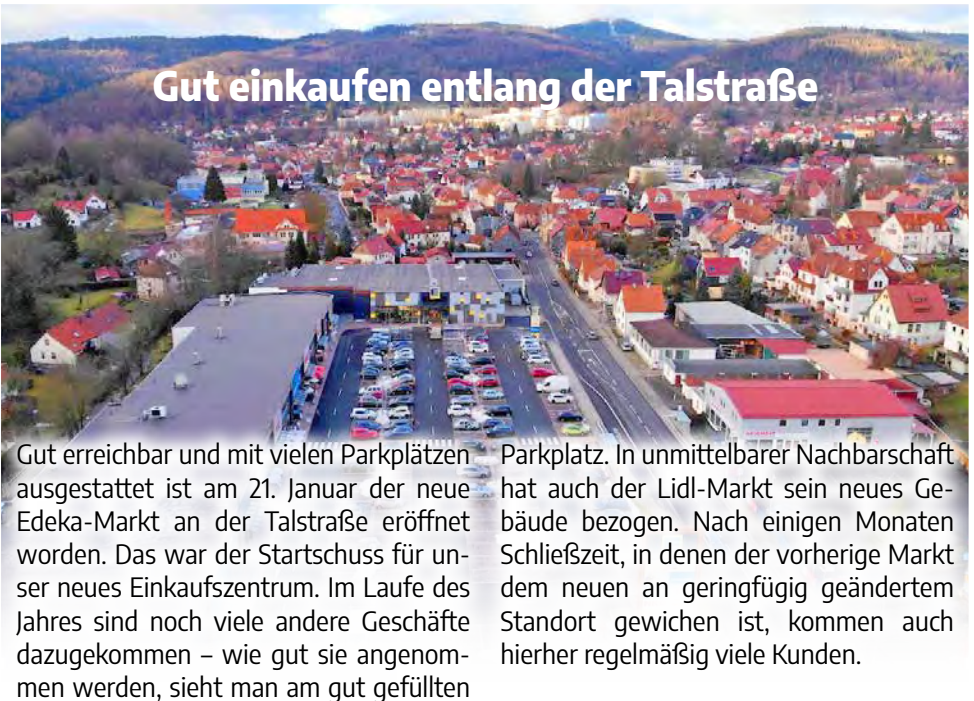 Gut einkaufen entlang der Talstraße
Gut erreichbar und mit vielen Parkplätzen
ausgestattet ist am 21. Januar der neue
Edeka-Markt an der Talstraße eröffnet
worden. Das war der Startschuss für un-
ser neues Einkaufszentrum. Im Laufe des
Jahres sind noch viele andere Geschäfte
dazugekommen – wie gut sie angenom-
men werden, sieht man am gut gefüllten
Parkplatz. In unmittelbarer Nachbarschaft
hat auch der Lidl-Markt sein neues Ge-
bäude bezogen. Nach einigen Monaten
Schließzeit, in denen der vorherige Markt
dem neuen an geringfügig geändertem
Standort gewichen ist, kommen auch
hierher regelmäßig viele Kunden.